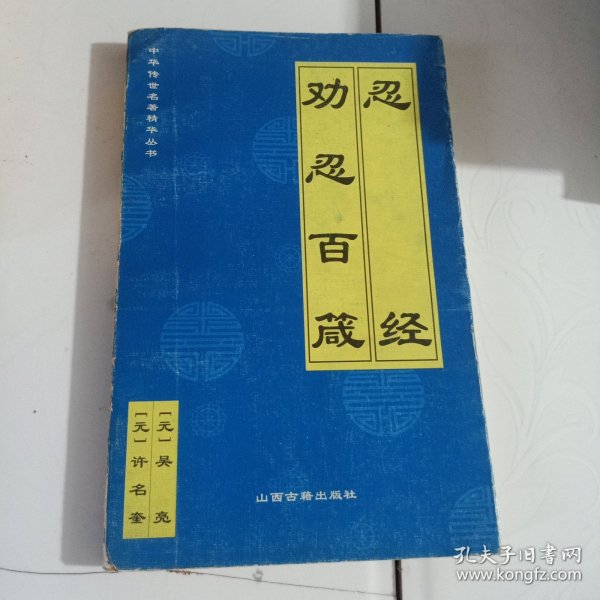 中华传世名著精华丛书
忍经
劝忍百箴
[元]吴亮
[元]许名奎
山西古籍出版社
孔夫子旧书网
www.kongfz.com